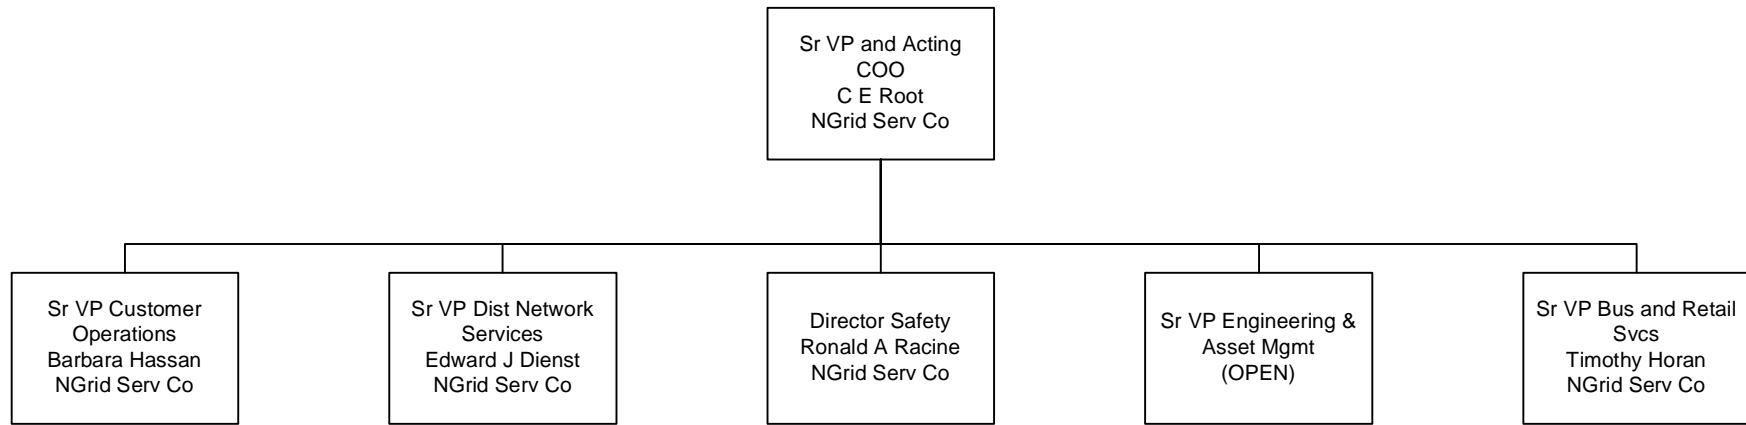 Sr VP and Acting
COO
C E Root
NGrid Serv Co
Sr VP Customer
Operations
Barbara Hassan
NGrid Serv Co
Sr VP Dist Network
Services
Edward J Dienst
NGrid Serv Co
Director Safety
Ronald A Racine
NGrid Serv Co
Sr VP Engineering &
Asset Mgmt
(OPEN)
Sr VP Bus and Retail
Svcs
Timothy Horan
NGrid Serv Co